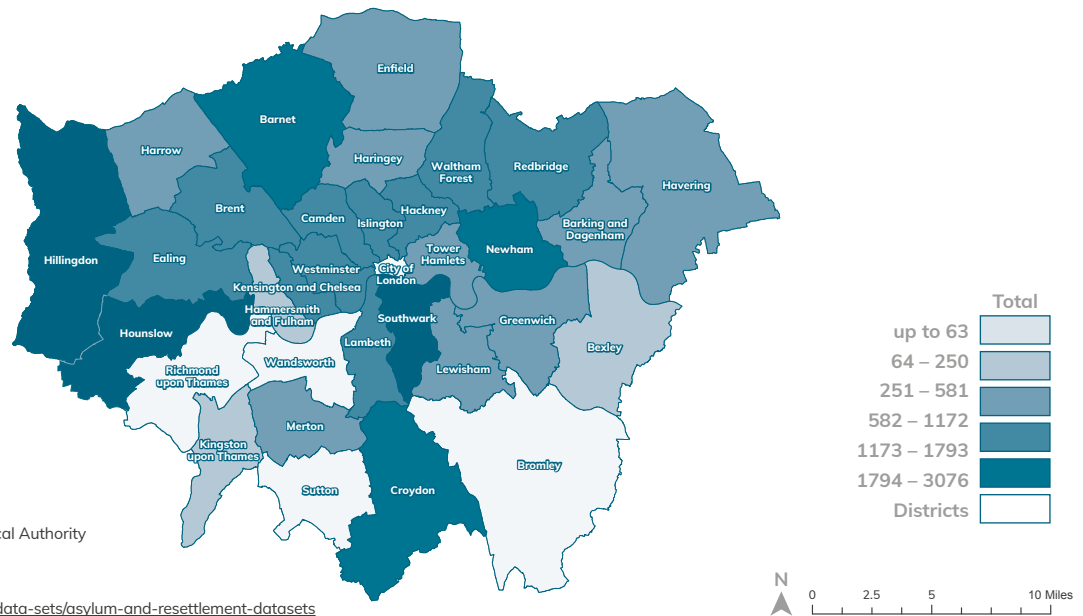 Enfield
Barnet
Harrow
Haringey
Waltham
Forest
Redbridge
Havering
Brent
Camden
Islington
Hackney
Barking and
Dagenham
Hillingdon
Ealing
Westminster
City of
London
Tower
Hamlets
Newham
Kensington and Chelsea
Hammersmith
and Fulham
Hounslow
Southwark
Greenwich
Lambeth
Bexley
Richmond
upon Thames
Wandsworth
Lewisham
Merton
Kingston
upon Thames
Sutton
Croydon
Bromley
Total
up to 63
64 – 250
251 – 581
582 – 1172
1173 – 1793
1794 – 3076
Districts
cal Authority
data-sets/asylum-and-resettlement-datasets
N
0 2.5 5 10 Miles